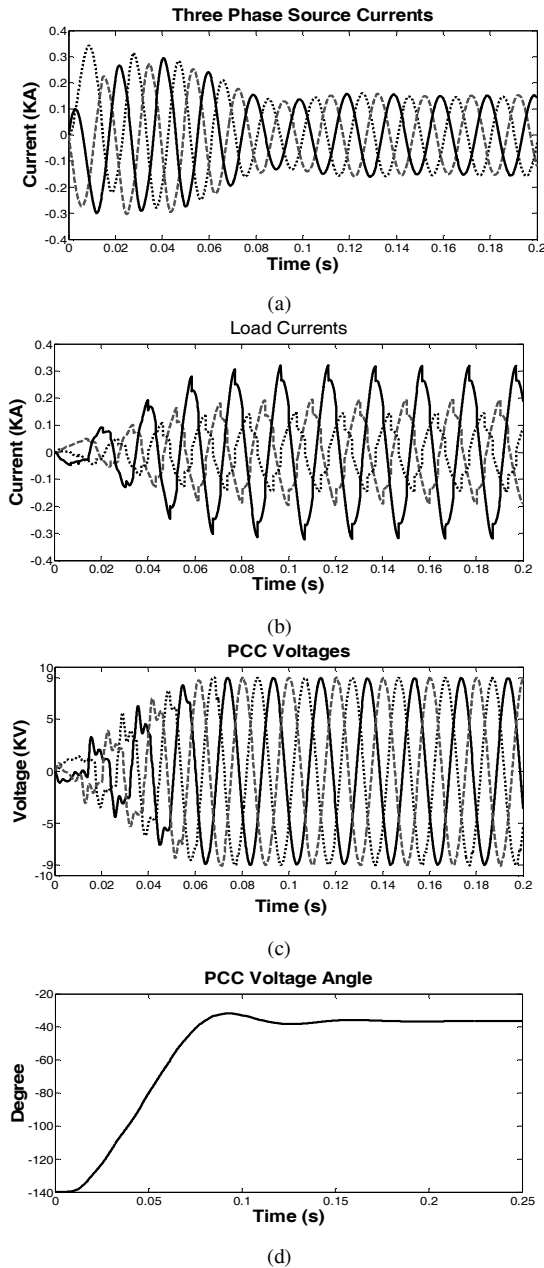 Three Phase Source Currents
0.4
0.3
0.2
0.1
0
-0.1
-0.2
-0.3
-0.4
Current (KA)
0 0.02 0.04 0.06 0.08 0.1 0.12 0.14 0.16 0.18 0.2
Time (s)
(a)
Load Currents
0.4
0.3
0.2
0.1
0
-0.1
-0.2
-0.3
-0.4
Current (KA)
0 0.02 0.04 0.06 0.08 0.1 0.12 0.14 0.16 0.18 0.2
Time (s)
(b)
PCC Voltages
10
9
5
0
-5
-9
-10
Voltage (KV)
0 0.02 0.04 0.06 0.08 0.1 0.12 0.14 0.16 0.18 0.2
Time (s)
(c)
PCC Voltage Angle
-20
-40
-60
-80
-100
-120
-140
Degree
0 0.05 0.1 0.15 0.2 0.25
Time (s)
(d)